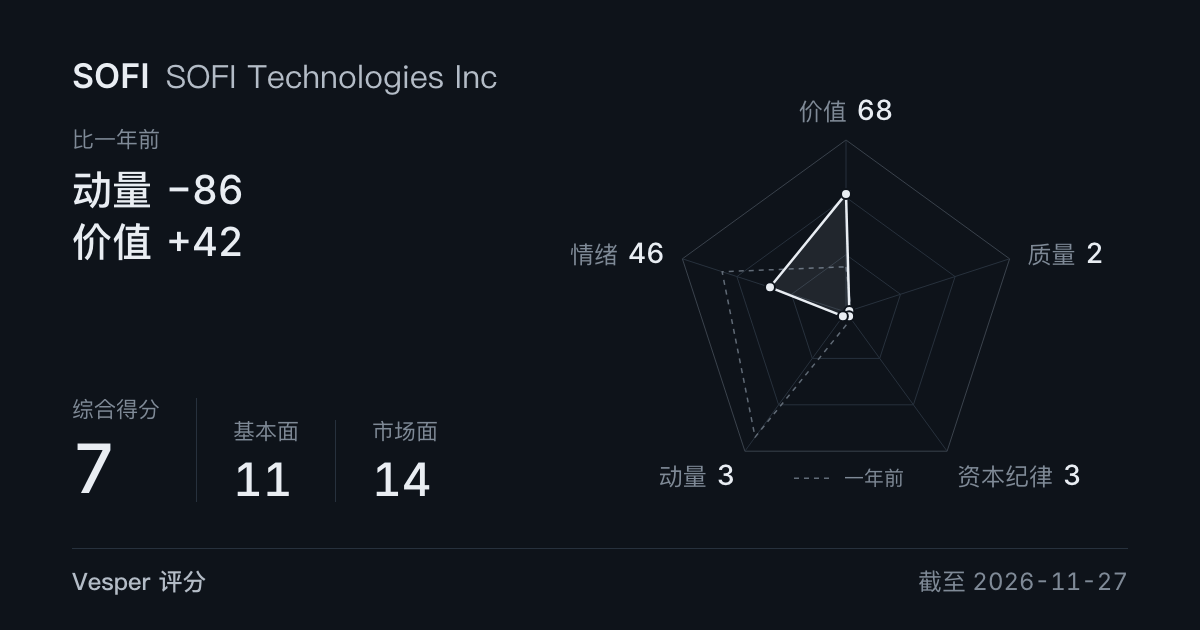 SOFI SOFI Technologies Inc
比一年前
动量 −86
价值 +42
综合得分
7
基本面
11
市场面
14
价值 68
情绪 46
质量 2
动量 3
一年前
资本纪律 3
Vesper 评分
截至 2026-11-27